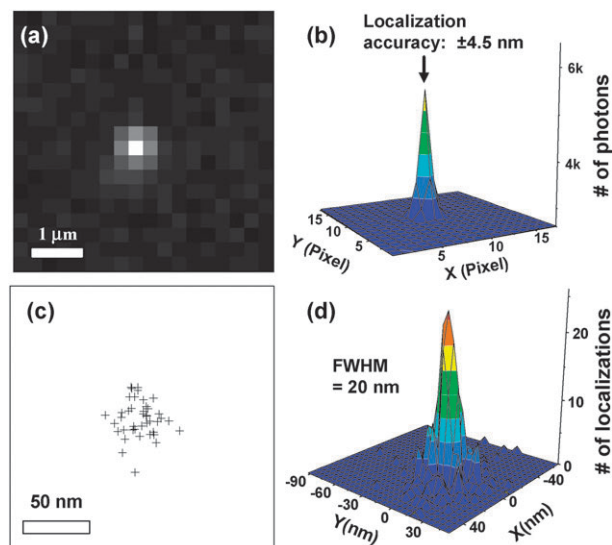 (a)
1 µm
(b)
Localization
accuracy: ±4.5 nm
6k
4k
# of photons
15
10
5
Y (Pixel)
5
10
15
X (Pixel)
(c)
50 nm
(d)
FWHM
= 20 nm
20
10
0
# of localizations
-90
-60
-30
0
30
Y(nm)
-40
0
40
X(nm)